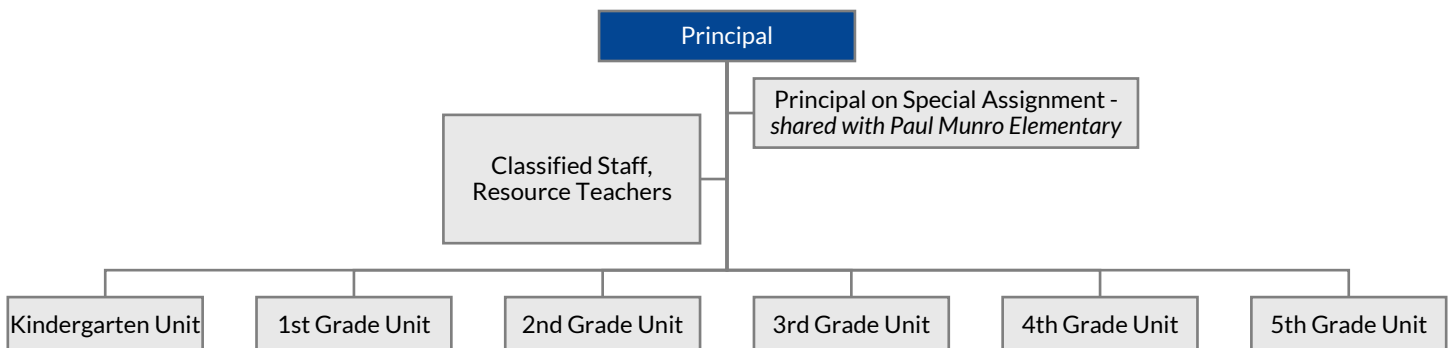 Principal
Principal on Special Assignment -
shared with Paul Munro Elementary
Classified Staff,
Resource Teachers
Kindergarten Unit
1st Grade Unit
2nd Grade Unit
3rd Grade Unit
4th Grade Unit
5th Grade Unit